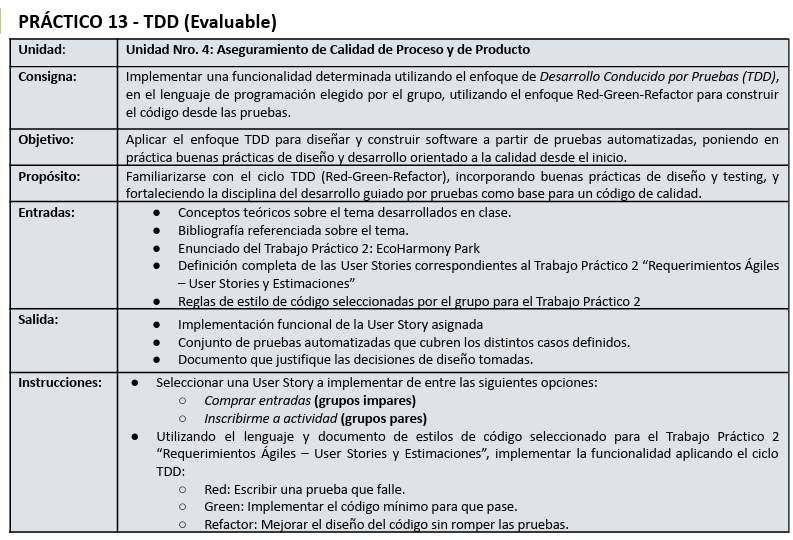 PRÁCTICO 13 - TDD (Evaluable)
Unidad: Unidad Nro. 4: Aseguramiento de Calidad de Proceso y de Producto
Consigna: Implementar una funcionalidad determinada utilizando el enfoque de Desarrollo Conducido por Pruebas (TDD),
en el lenguaje de programación elegido por el grupo, utilizando el enfoque Red-Green-Refactor para construir
el código desde las pruebas.
Objetivo: Aplicar el enfoque TDD para diseñar y construir software a partir de pruebas automatizadas, poniendo en
práctica buenas prácticas de diseño y desarrollo orientado a la calidad desde el inicio.
Propósito: Familiarizarse con el ciclo TDD (Red-Green-Refactor), incorporando buenas prácticas de diseño y testing, y
fortaleciendo la disciplina del desarrollo guiado por pruebas como base para un código de calidad.
Entradas: ● Conceptos teóricos sobre el tema desarrollados en clase.
● Bibliografía referenciada sobre el tema.
● Enunciado del Trabajo Práctico 2: EcoHarmony Park
● Definición completa de las User Stories correspondientes al Trabajo Práctico 2 “Requerimientos Ágiles
– User Stories y Estimaciones”
● Reglas de estilo de código seleccionadas por el grupo para el Trabajo Práctico 2
Salida: ● Implementación funcional de la User Story asignada
● Conjunto de pruebas automatizadas que cubren los distintos casos definidos.
● Documento que justifique las decisiones de diseño tomadas.
Instrucciones: ● Seleccionar una User Story a implementar de entre las siguientes opciones:
○ Comprar entradas (grupos impares)
○ Inscribirme a actividad (grupos pares)
● Utilizando el lenguaje y documento de estilos de código seleccionado para el Trabajo Práctico 2
“Requerimientos Ágiles – User Stories y Estimaciones”, implementar la funcionalidad aplicando el ciclo
TDD:
○ Red: Escribir una prueba que falle.
○ Green: Implementar el código mínimo para que pase.
○ Refactor: Mejorar el diseño del código sin romper las pruebas.